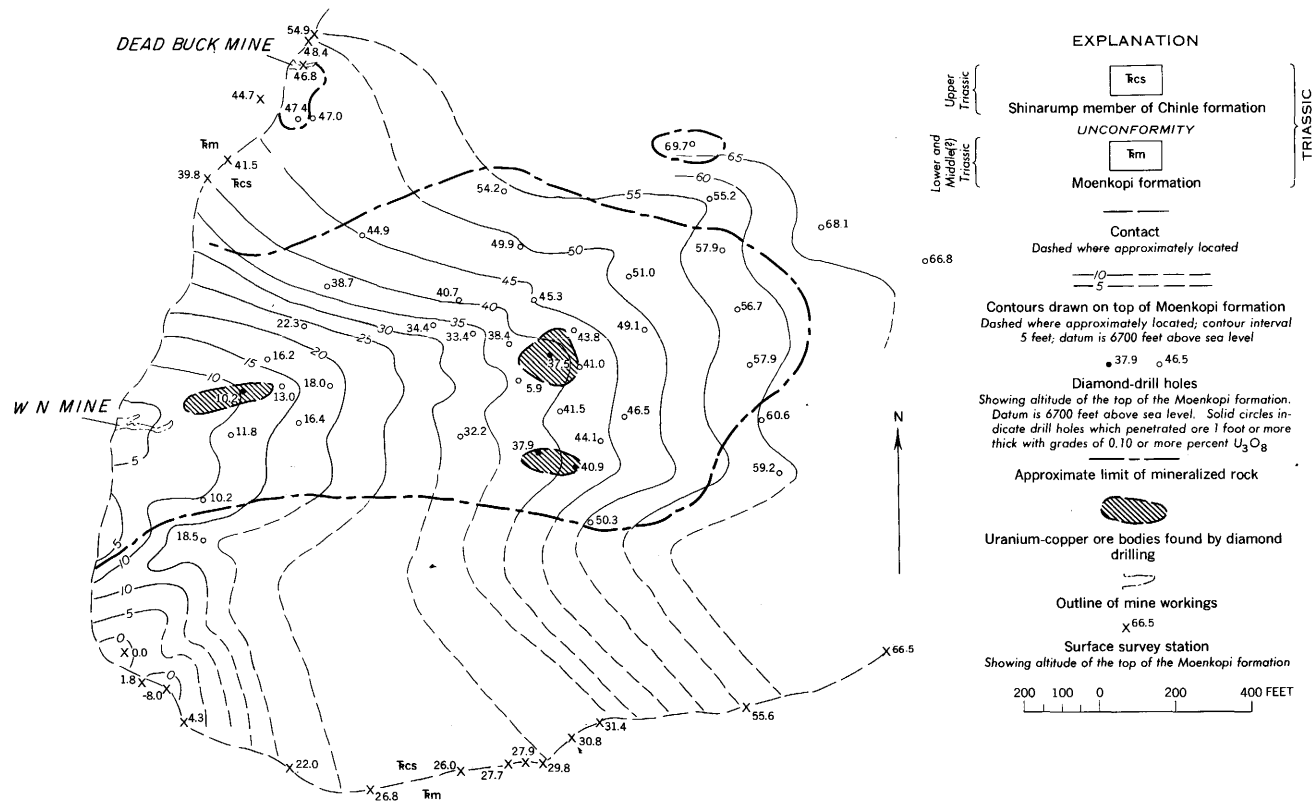 54.9
DEAD BUCK MINE
48.4
46.8
44.7
47.4
47.0
Ƭm
41.5
39.8
Ƭcs
69.7
65
60
54.2
55
55.2
68.1
44.9
49.9
50
57.9
66.8
51.0
45
38.7
40.7
40
45.3
56.7
22.3
30
34.4
35
33.4
38.4
43.8
49.1
25
20
15
16.2
37.5
41.0
57.9
10
10.2
13.0
18.0
5.9
W N MINE
16.4
41.5
46.5
60.6
11.8
32.2
44.1
5
37.9
40.9
59.2
10.2
50.3
18.5
5
10
10
5
0
0.0
0
1.8
-8.0
4.3
22.0
26.8
Ƭcs
Ƭm
26.0
27.7
27.9
29.8
30.8
31.4
55.6
66.5
N
EXPLANATION
Upper
Triassic
Ƭcs
Shinarump member of Chinle formation
UNCONFORMITY
Lower and
Middle(?)
Triassic
Ƭm
Moenkopi formation
TRIASSIC
Contact
Dashed where approximately located
10
5
Contours drawn on top of Moenkopi formation
Dashed where approximately located; contour interval
5 feet; datum is 6700 feet above sea level
37.9 46.5
Diamond-drill holes
Showing altitude of the top of the Moenkopi formation.
Datum is 6700 feet above sea level. Solid circles in-
dicate drill holes which penetrated ore 1 foot or more
thick with grades of 0.10 or more percent U3O8
Approximate limit of mineralized rock
Uranium-copper ore bodies found by diamond
drilling
Outline of mine workings
X 66.5
Surface survey station
Showing altitude of the top of the Moenkopi formation
200 100 0 200 400 FEET